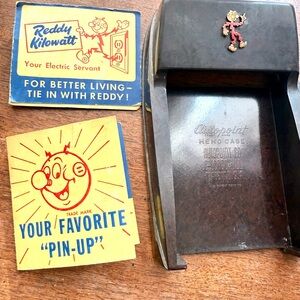 Reddy
Kilowatt
Your Electric Servant
FOR BETTER LIVING—
TIE IN WITH REDDY!
TRADE MARK
YOUR FAVORITE
"PIN-UP"
Autopoint
MEMO CASE